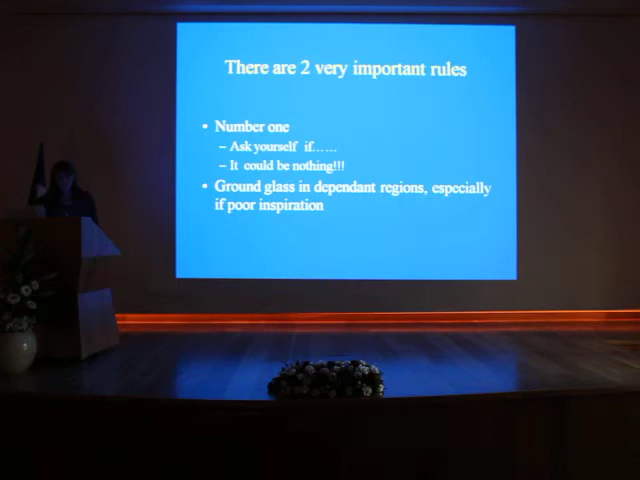 There are 2 very important rules
• Number one
– Ask yourself if……
– It could be nothing!!!
• Ground glass in dependant regions, especially
if poor inspiration